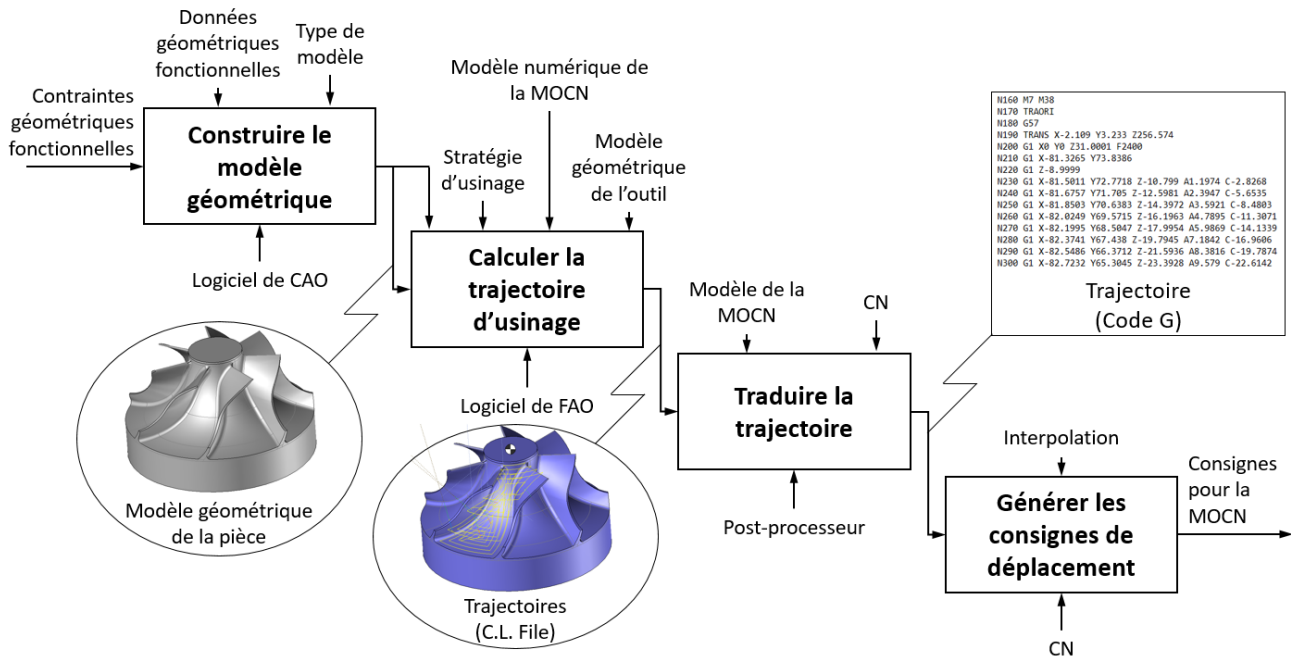 Données
géométriques
fonctionnelles
Type de
modèle
Contraintes
géométriques
fonctionnelles
Construire le
modèle
géométrique
Logiciel de CAO
Modèle géométrique
de la pièce
Modèle numérique de
la MOCN
Stratégie
d'usinage
Modèle
géométrique
de l'outil
Calculer la
trajectoire
d'usinage
Logiciel de FAO
Trajectoires
(C.L. File)
Modèle de la
MOCN
CN
Traduire la
trajectoire
Post-processeur
N160 M7 M38
N170 TRAORI
N180 G57
N190 TRANS X-2.109 Y3.233 Z256.574
N200 G1 X0 Y0 Z31.0001 F2400
N210 G1 X-81.3265 Y73.8386
N220 G1 Z-8.9999
N230 G1 X-81.5011 Y72.7718 Z-10.799 A1.1974 C-2.8268
N240 G1 X-81.6757 Y71.705 Z-12.5981 A2.3947 C-5.6535
N250 G1 X-81.8503 Y70.6383 Z-14.3972 A3.5921 C-8.4803
N260 G1 X-82.0249 Y69.5715 Z-16.1963 A4.7895 C-11.3071
N270 G1 X-82.1995 Y68.5047 Z-17.9954 A5.9869 C-14.1339
N280 G1 X-82.3741 Y67.438 Z-19.7945 A7.1842 C-16.9606
N290 G1 X-82.5486 Y66.3712 Z-21.5936 A8.3816 C-19.7874
N300 G1 X-82.7232 Y65.3045 Z-23.3928 A9.579 C-22.6142
Trajectoire
(Code G)
Interpolation
Consignes
pour la
MOCN
Générer les
consignes de
déplacement
CN